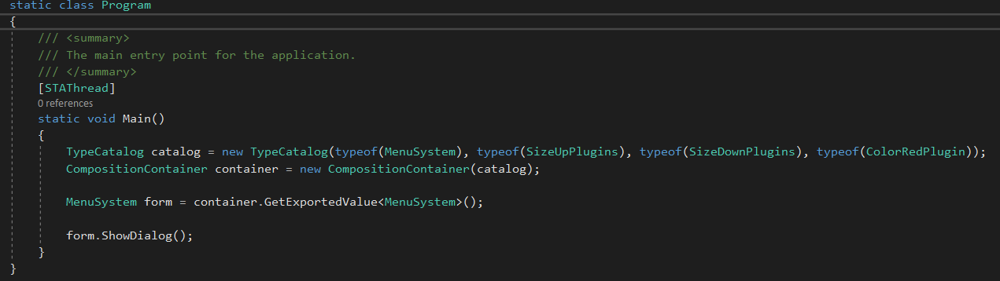 static class Program
{
/// <summary>
/// The main entry point for the application.
/// </summary>
[STAThread]
0 references
static void Main()
{
TypeCatalog catalog = new TypeCatalog(typeof(MenuSystem), typeof(SizeUpPlugins), typeof(SizeDownPlugins), typeof(ColorRedPlugin));
CompositionContainer container = new CompositionContainer(catalog);
MenuSystem form = container.GetExportedValue<MenuSystem>();
form.ShowDialog();
}
}